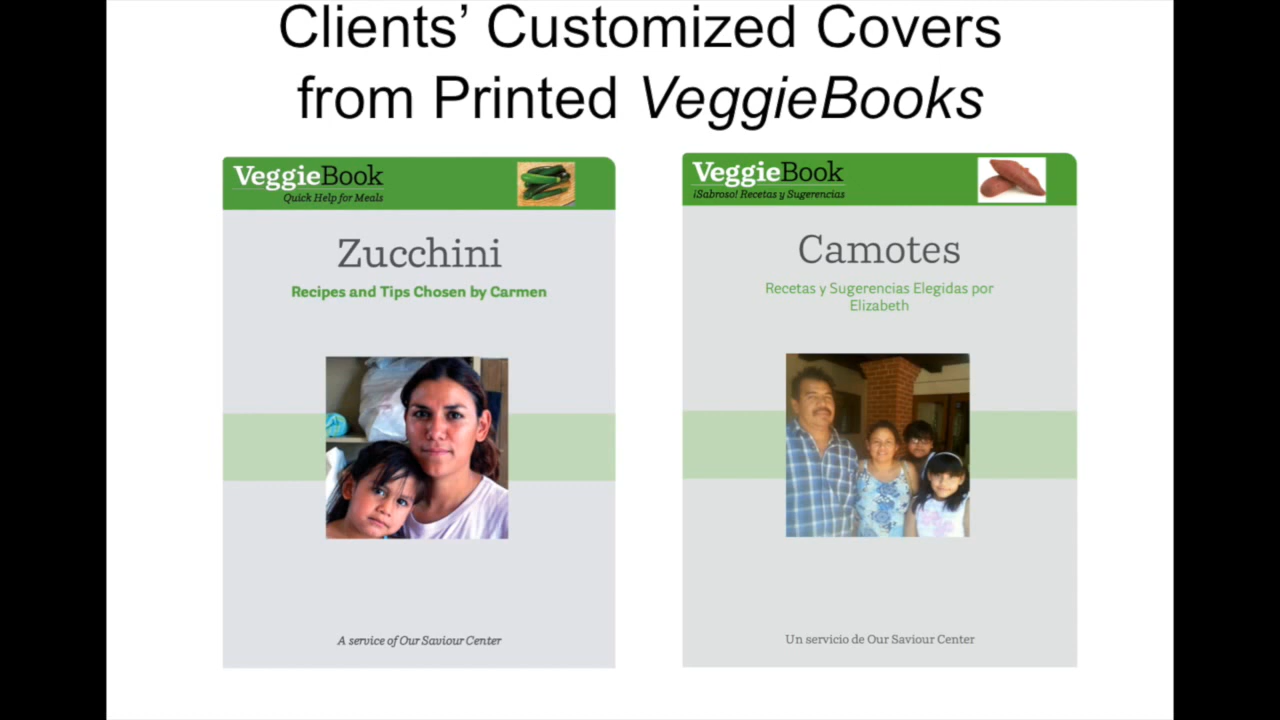 Clients’ Customized Covers
from Printed VeggieBooks
VeggieBook
Quick Help for Meals
Zucchini
Recipes and Tips Chosen by Carmen
A service of Our Saviour Center
VeggieBook
¡Sabroso! Recetas y Sugerencias
Camotes
Recetas y Sugerencias Elegidas por
Elizabeth
Un servicio de Our Saviour Center